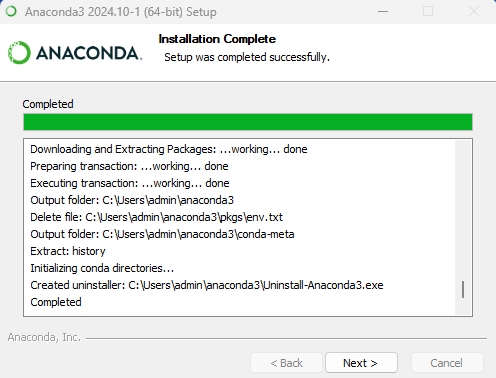 Anaconda3 2024.10-1 (64-bit) Setup
ANACONDA.
Installation Complete
Setup was completed successfully.
Completed
Downloading and Extracting Packages: ...working... done
Preparing transaction: ...working... done
Executing transaction: ...working... done
Output folder: C:\Users\admin\anaconda3
Delete file: C:\Users\admin\anaconda3\pkgs\env.txt
Output folder: C:\Users\admin\anaconda3\conda-meta
Extract: history
Initializing conda directories...
Created uninstaller: C:\Users\admin\anaconda3\Uninstall-Anaconda3.exe
Completed
Anaconda, Inc.
< Back
Next >
Cancel